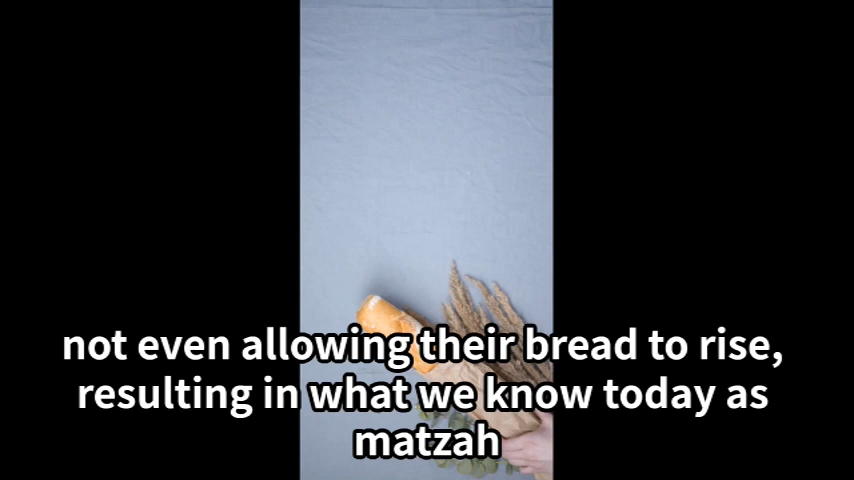 not even allowing their bread to rise,
resulting in what we know today as
matzah